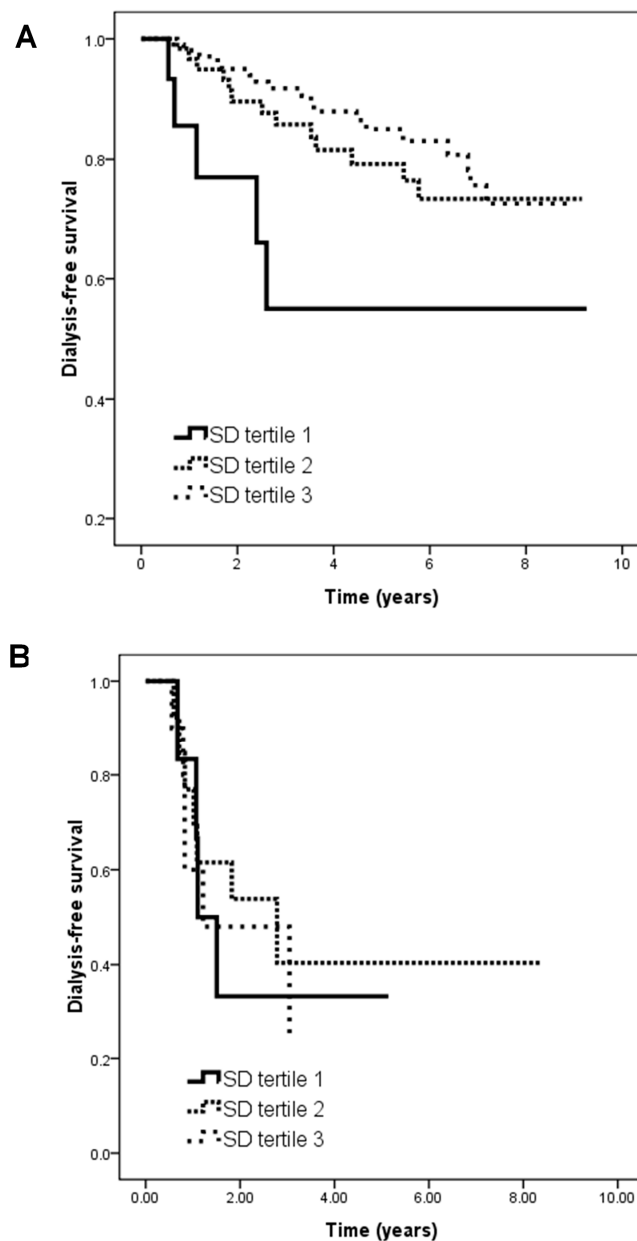 A
1.0
0.8
0.6
0.4
0.2
Dialysis-free survival
SD tertile 1
SD tertile 2
SD tertile 3
0 2 4 6 8 10
Time (years)
B
1.0
0.8
0.6
0.4
0.2
0.0
Dialysis-free survival
SD tertile 1
SD tertile 2
SD tertile 3
0.00 2.00 4.00 6.00 8.00 10.00
Time (years)